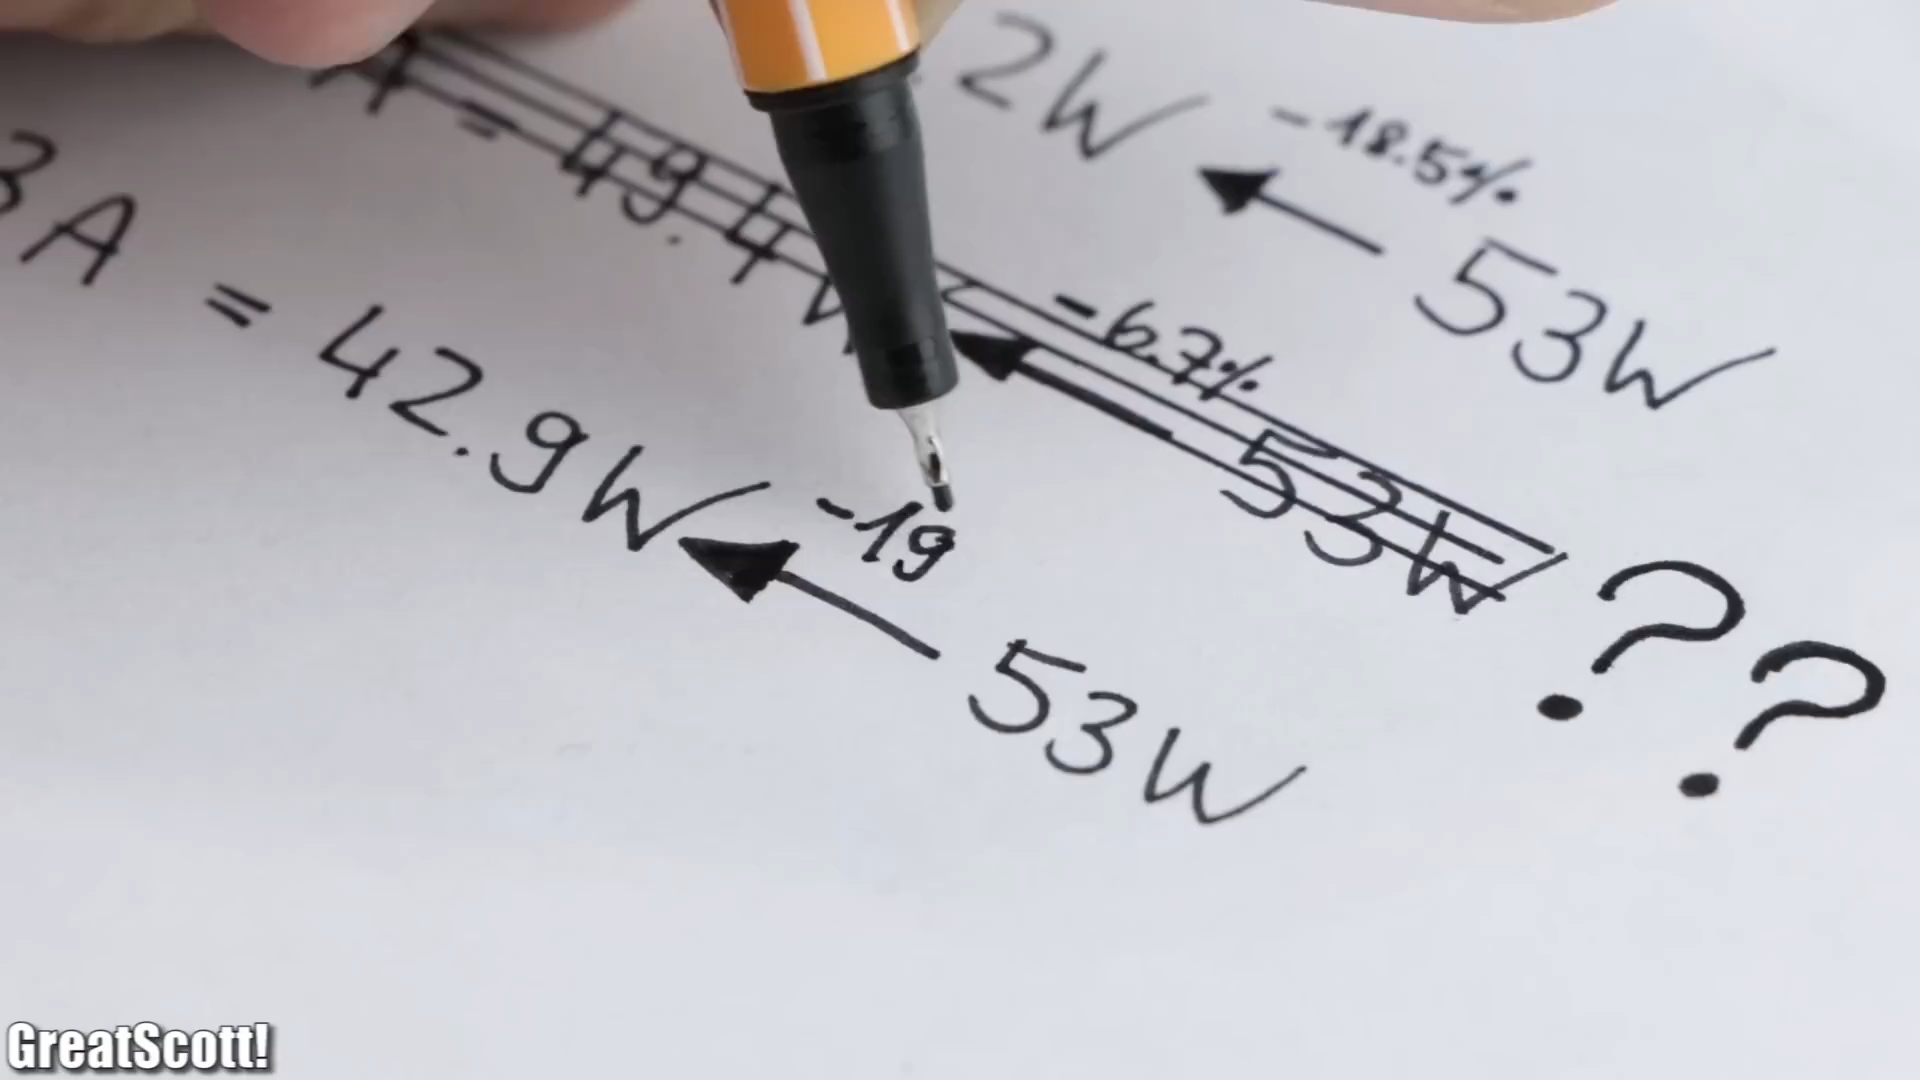 2W ← -18.5% 53W
A = 49.4W ← -6.7% 53W ??
3A = 42.9W ← -19 53W
GreatScott!